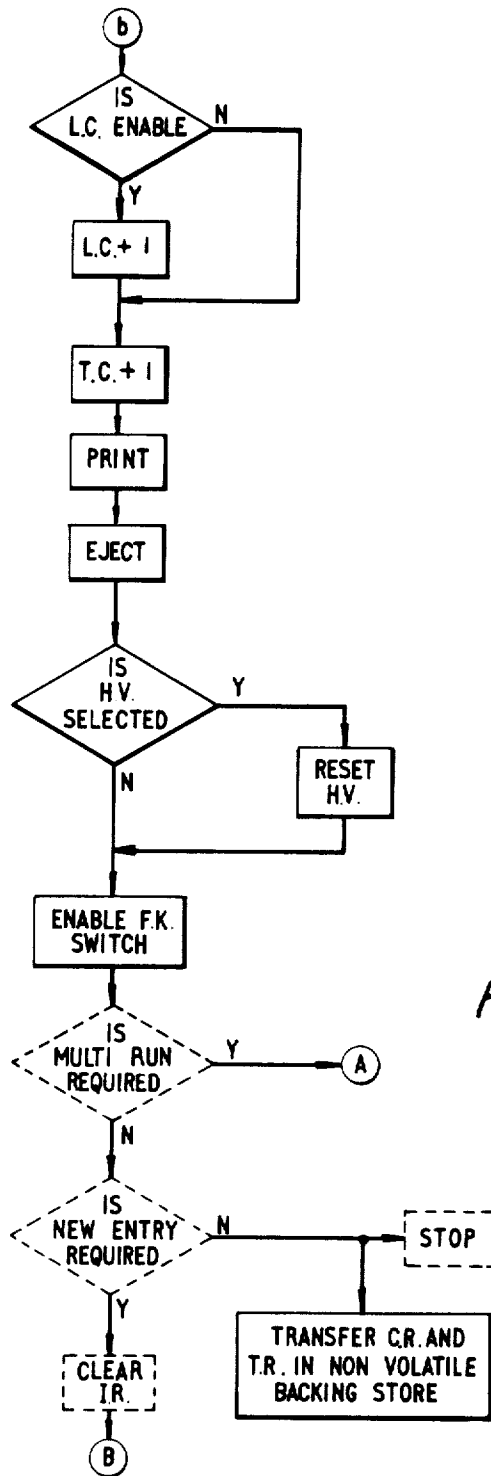 b
IS
L.C. ENABLE
N
Y
L.C.+ 1
T.C.+ 1
PRINT
EJECT
IS
H.V.
SELECTED
Y
N
RESET
H.V.
ENABLE F.K.
SWITCH
IS
MULTI RUN
REQUIRED
Y
A
N
IS
NEW ENTRY
REQUIRED
N
STOP
Y
TRANSFER C.R. AND
T.R. IN NON VOLATILE
BACKING STORE
CLEAR
I.R.
B